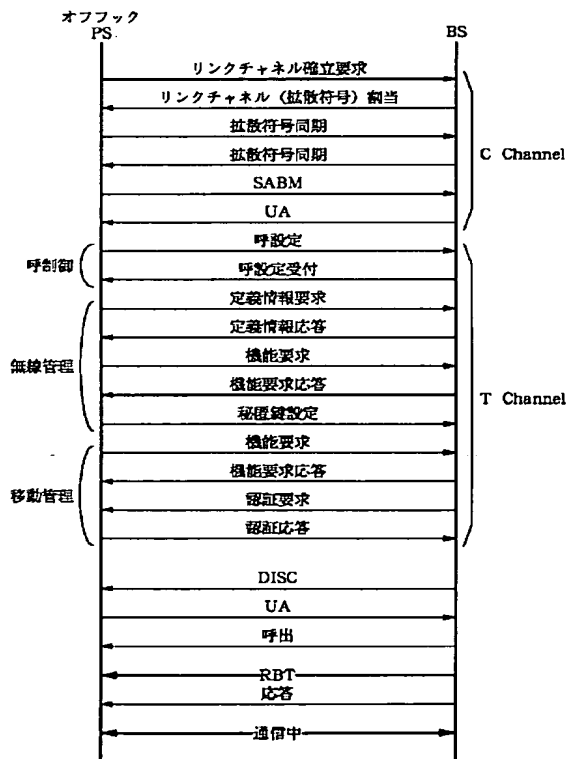 オフフック
PS
BS
リンクチャネル確立要求
リンクチャネル（拡散符号）割当
拡散符号同期
拡散符号同期
C Channel
SABM
UA
呼設定
呼制御
呼設定受付
定義情報要求
定義情報応答
無線管理
機能要求
機能要求応答
T Channel
秘匿鍵設定
機能要求
機能要求応答
移動管理
認証要求
認証応答
DISC
UA
呼出
RBT
応答
通信中